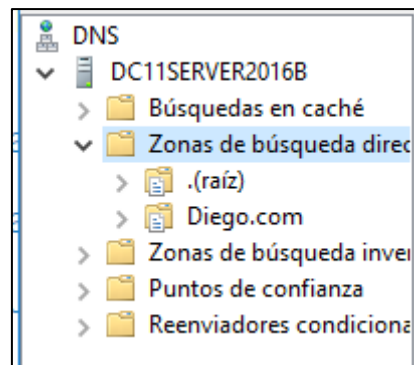 DNS
DC11SERVER2016B
Búsquedas en caché
Zonas de búsqueda direc
.(raíz)
Diego.com
Zonas de búsqueda inver
Puntos de confianza
Reenviadores condiciona